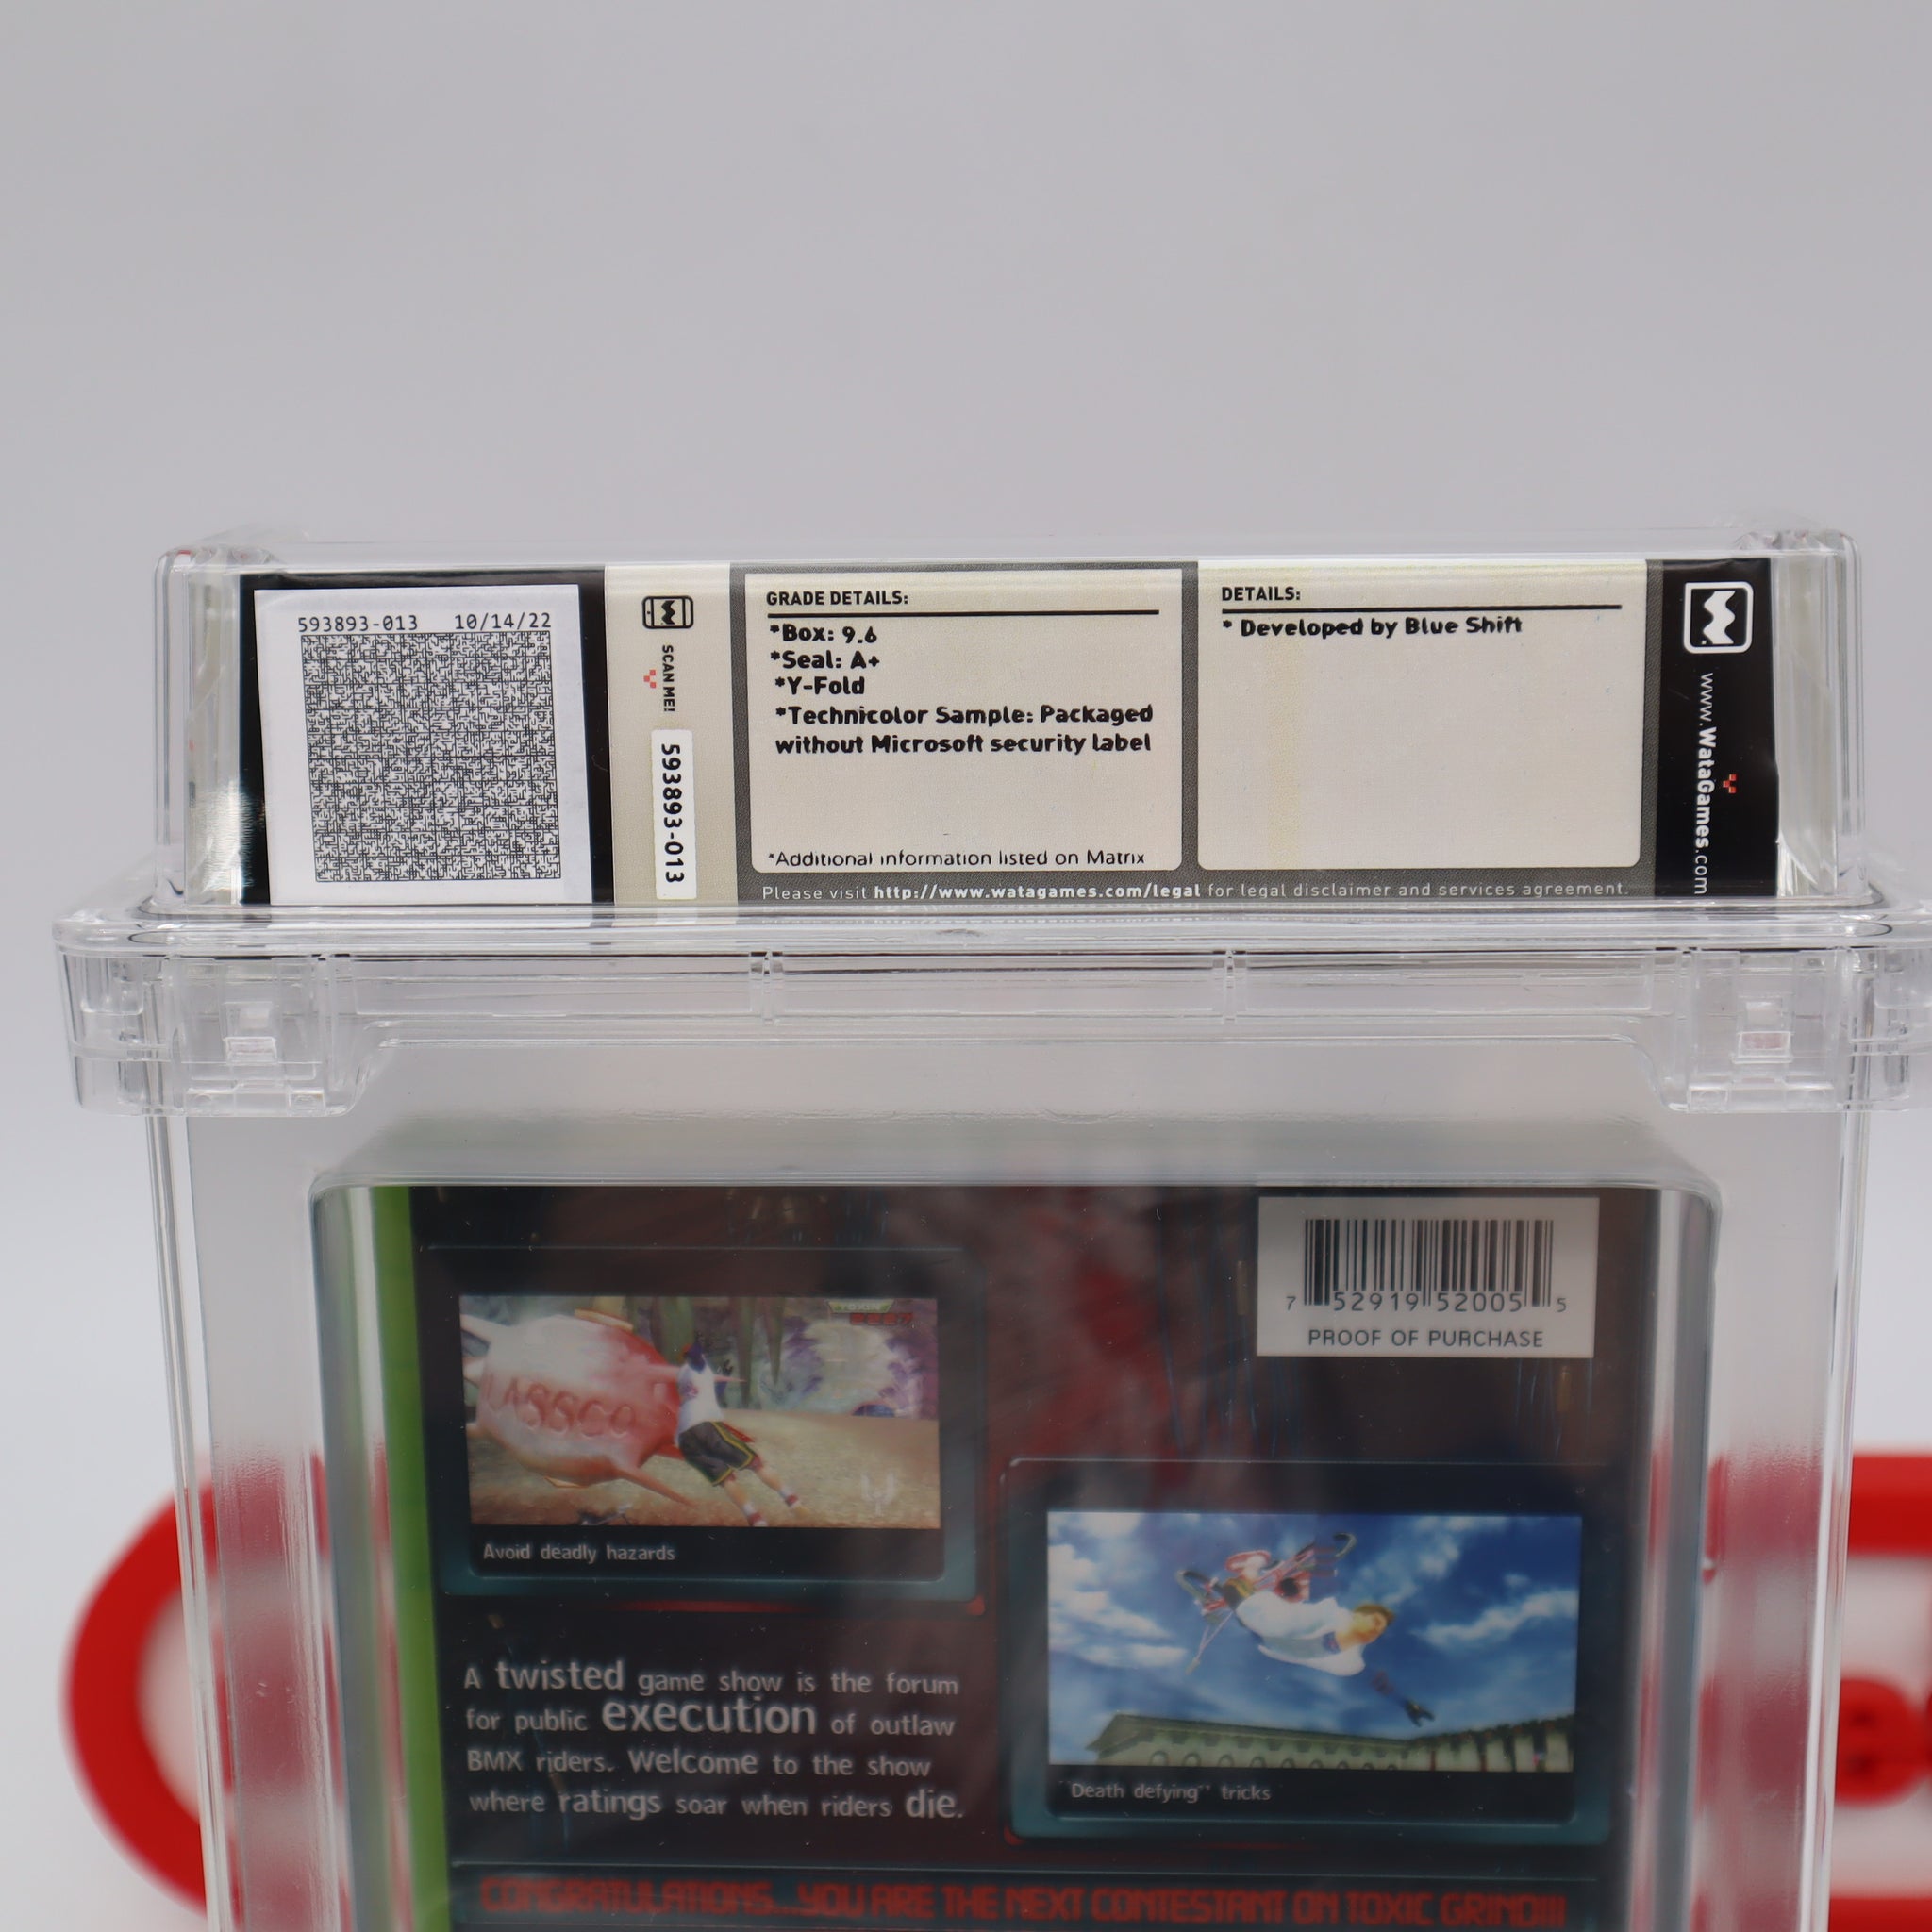 593893-013 10/14/22
SCAN ME!
593893-013
GRADE DETAILS:
*Box: 9.6
*Seal: A+
*Y-Fold
*Technicolor Sample: Packaged
without Microsoft security label
*Additional information listed on Matrix
DETAILS:
* Developed by Blue Shift
Please visit http://www.watagames.com/legal for legal disclaimer and services agreement.
www.WataGames.com
7 52919 52005 5
PROOF OF PURCHASE
LASSCO
Avoid deadly hazards
"Death defying" tricks
A twisted game show is the forum
for public execution of outlaw
BMX riders. Welcome to the show
where ratings soar when riders die.
CONGRATULATIONS...YOU ARE THE NEXT CONTESTANT ON TOXIC GRIND!!!